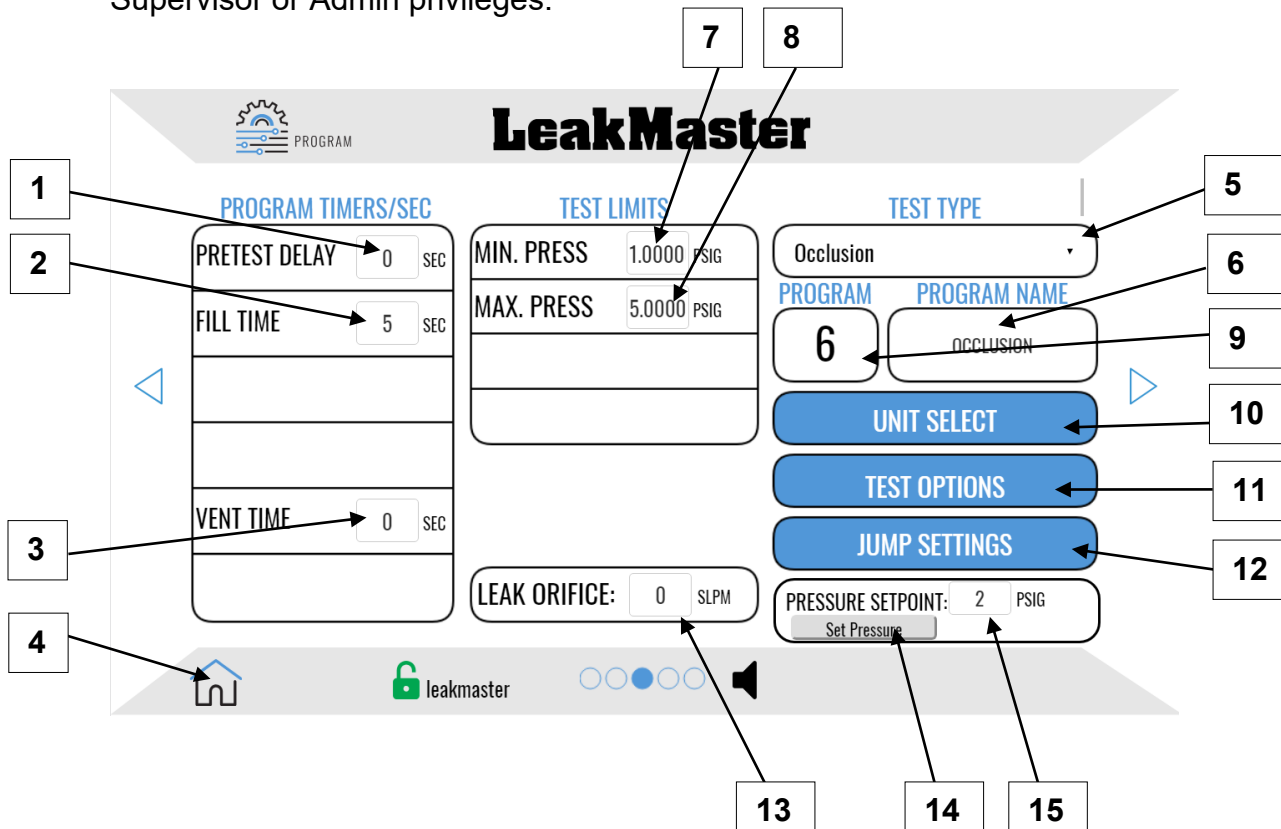 Supervisor or Admin privileges.
7 8
PROGRAM
LeakMaster
1
2
3
4
PROGRAM TIMERS/SEC
PRETEST DELAY 0 SEC
FILL TIME 5 SEC
VENT TIME 0 SEC
TEST LIMITS
MIN. PRESS 1.0000 PSIG
MAX. PRESS 5.0000 PSIG
LEAK ORIFICE: 0 SLPM
TEST TYPE
Occlusion
PROGRAM PROGRAM NAME
6 OCCLUSION
UNIT SELECT
TEST OPTIONS
JUMP SETTINGS
PRESSURE SETPOINT: 2 PSIG
Set Pressure
5
6
9
10
11
12
leakmaster
13 14 15